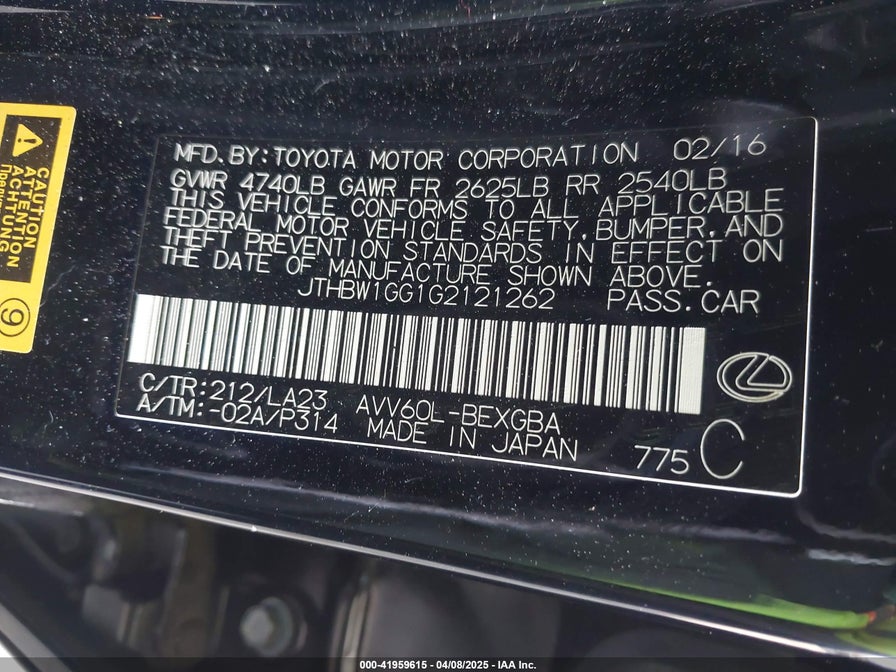 MFD.BY:TOYOTA MOTOR CORPORATION 02/16
GVWR 4740LB GAWR FR 2625LB RR 2540LB
THIS VEHICLE CONFORMS TO ALL APPLICABLE
FEDERAL MOTOR VEHICLE SAFETY,BUMPER,AND
THEFT PREVENTION STANDARDS IN EFFECT ON
THE DATE OF MANUFACTURE SHOWN ABOVE.
JTHBW1GG1G2121262 PASS.CAR
C/TR:212/LA23 AVV60L-BEXGBA
A/TM:-02A/P314 MADE IN JAPAN 775 C
CAUTION
ATTENTION
ACHTUNG
9
000-41959615 - 04/08/2025 - IAA Inc.